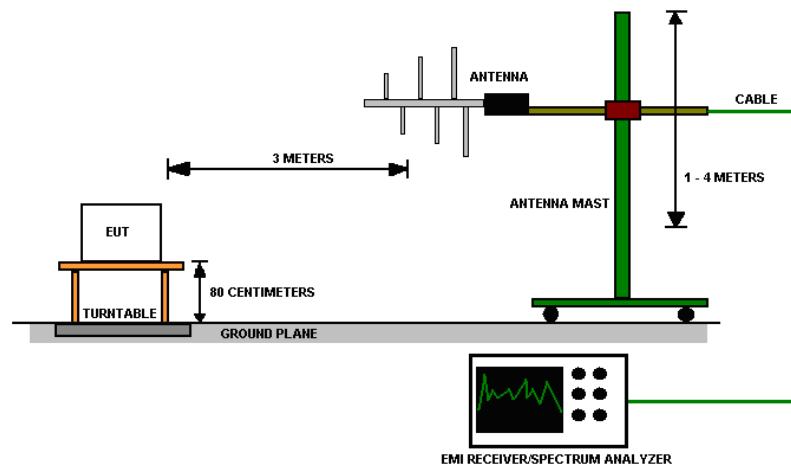 ANTENNA
CABLE
3 METERS
1 - 4 METERS
ANTENNA MAST
EUT
80 CENTIMETERS
TURNTABLE
GROUND PLANE
EMI RECEIVER/SPECTRUM ANALYZER